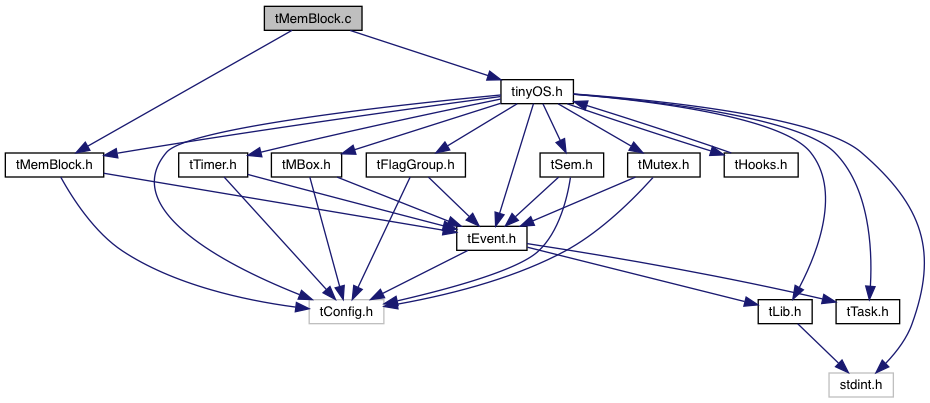 tMemBlock.c
tinyOS.h
tMemBlock.h
tTimer.h
tMBox.h
tFlagGroup.h
tSem.h
tMutex.h
tHooks.h
tEvent.h
tConfig.h
tLib.h
tTask.h
stdint.h